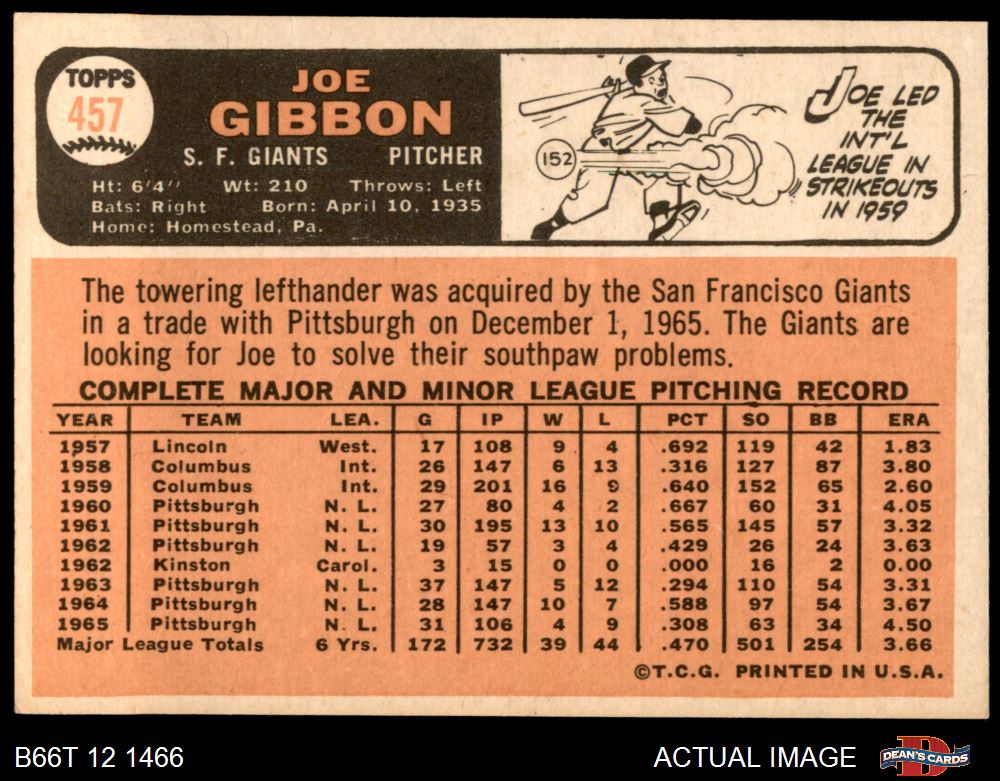 TOPPS
457
JOE
GIBBON
S. F. GIANTS PITCHER
Ht: 6'4" Wt: 210 Throws: Left
Bats: Right Born: April 10, 1935
Home: Homestead, Pa.
152
JOE LED
THE
INT'L
LEAGUE IN
STRIKEOUTS
IN 1959
The towering lefthander was acquired by the San Francisco Giants
in a trade with Pittsburgh on December 1, 1965. The Giants are
looking for Joe to solve their southpaw problems.
COMPLETE MAJOR AND MINOR LEAGUE PITCHING RECORD
YEAR TEAM LEA. G IP W L PCT SO BB ERA
1957 Lincoln West. 17 108 9 4 .692 119 42 1.83
1958 Columbus Int. 26 147 6 13 .316 127 87 3.80
1959 Columbus Int. 29 201 16 9 .640 152 65 2.60
1960 Pittsburgh N. L. 27 80 4 2 .667 60 31 4.05
1961 Pittsburgh N. L. 30 195 13 10 .565 145 57 3.32
1962 Pittsburgh N. L. 19 57 3 4 .429 26 24 3.63
1962 Kinston Carol. 3 15 0 0 .000 16 2 0.00
1963 Pittsburgh N. L. 37 147 5 12 .294 110 54 3.31
1964 Pittsburgh N. L. 28 147 10 7 .588 97 54 3.67
1965 Pittsburgh N. L. 31 106 4 9 .308 63 34 4.50
Major League Totals 6 Yrs. 172 732 39 44 .470 501 254 3.66
©T.C.G. PRINTED IN U.S.A.
B66T 12 1466 ACTUAL IMAGE DEAN'S CARDS